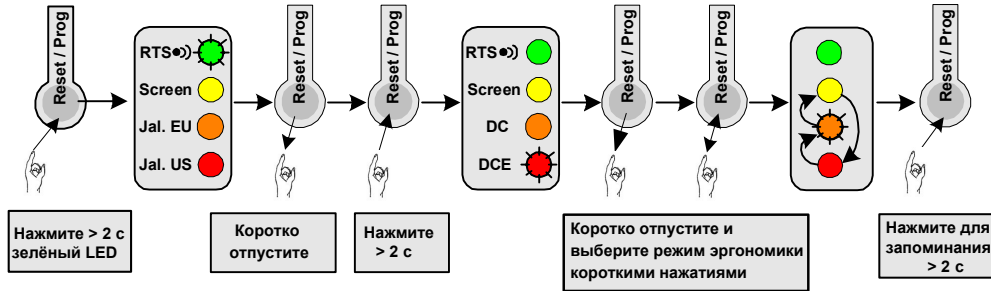 Reset / Prog
RTS
Screen
Jal. EU
Jal. US
Reset / Prog
Reset / Prog
RTS
Screen
DC
DCE
Reset / Prog
Reset / Prog
Reset / Prog
Нажмите > 2 с
зелёный LED
Коротко
отпустите
Нажмите
> 2 с
Коротко отпустите и
выберите режим эргономики
короткими нажатиями
Нажмите для
запоминания
> 2 с